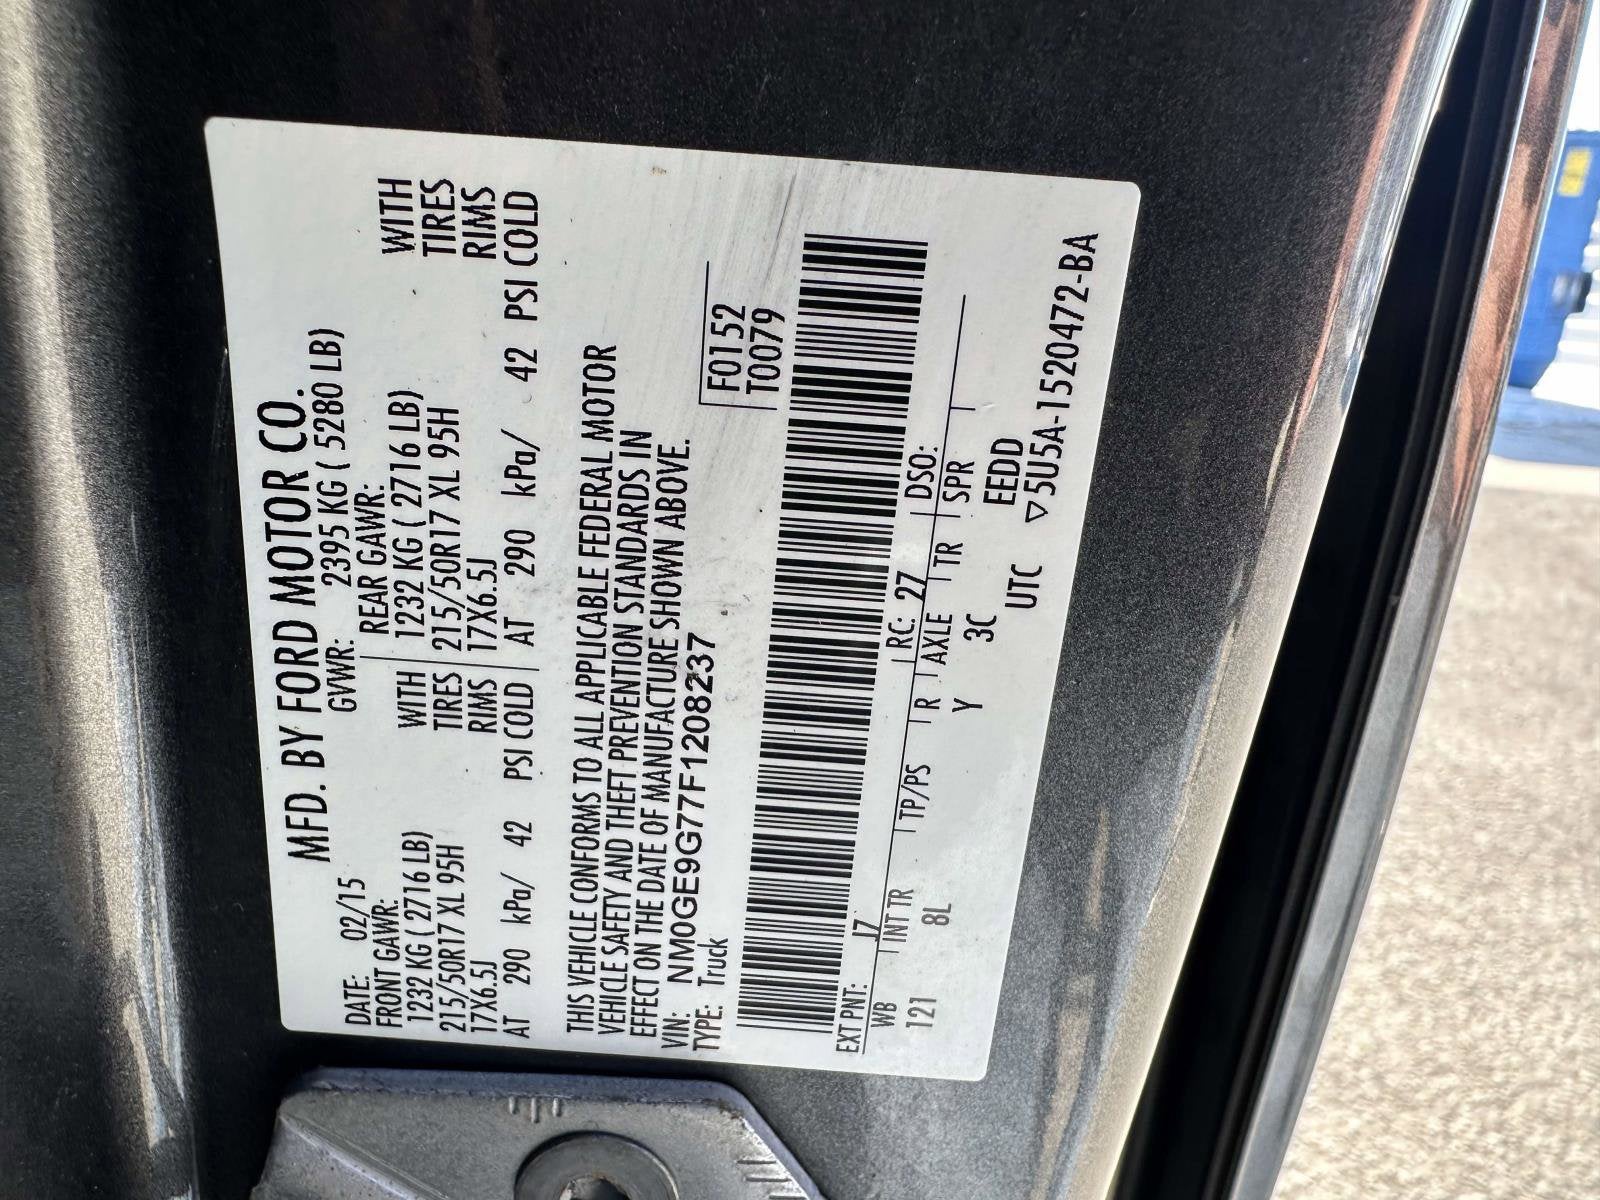 MFD. BY FORD MOTOR CO.
DATE: 02/15 GVWR: 2395 KG ( 5280 LB)
FRONT GAWR: REAR GAWR:
1232 KG ( 2716 LB) WITH 1232 KG ( 2716 LB) WITH
215/50R17 XL 95H TIRES 215/50R17 XL 95H TIRES
17X6.5J RIMS 17X6.5J RIMS
AT 290 kPa/ 42 PSI COLD AT 290 kPa/ 42 PSI COLD
THIS VEHICLE CONFORMS TO ALL APPLICABLE FEDERAL MOTOR
VEHICLE SAFETY AND THEFT PREVENTION STANDARDS IN
EFFECT ON THE DATE OF MANUFACTURE SHOWN ABOVE.
VIN: NM0GE9G77F1208237 F0152
TYPE: Truck T0079
EXT PNT: J7 RC: 27 DSO:
WB INT TR TP/PS R AXLE TR SPR
121 8L Y 3C EEDD
UTC ▽5U5A-1520472-BA